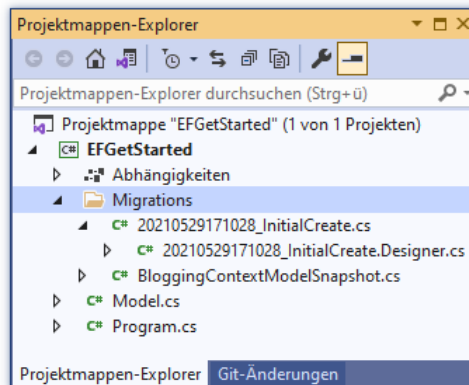 Projektmappen-Explorer
Projektmappen-Explorer durchsuchen (Strg+ü)
Projektmappe "EFGetStarted" (1 von 1 Projekten)
C# EFGetStarted
Abhängigkeiten
Migrations
C# 20210529171028_InitialCreate.cs
C# 20210529171028_InitialCreate.Designer.cs
C# BloggingContextModelSnapshot.cs
C# Model.cs
C# Program.cs
Projektmappen-Explorer Git-Änderungen